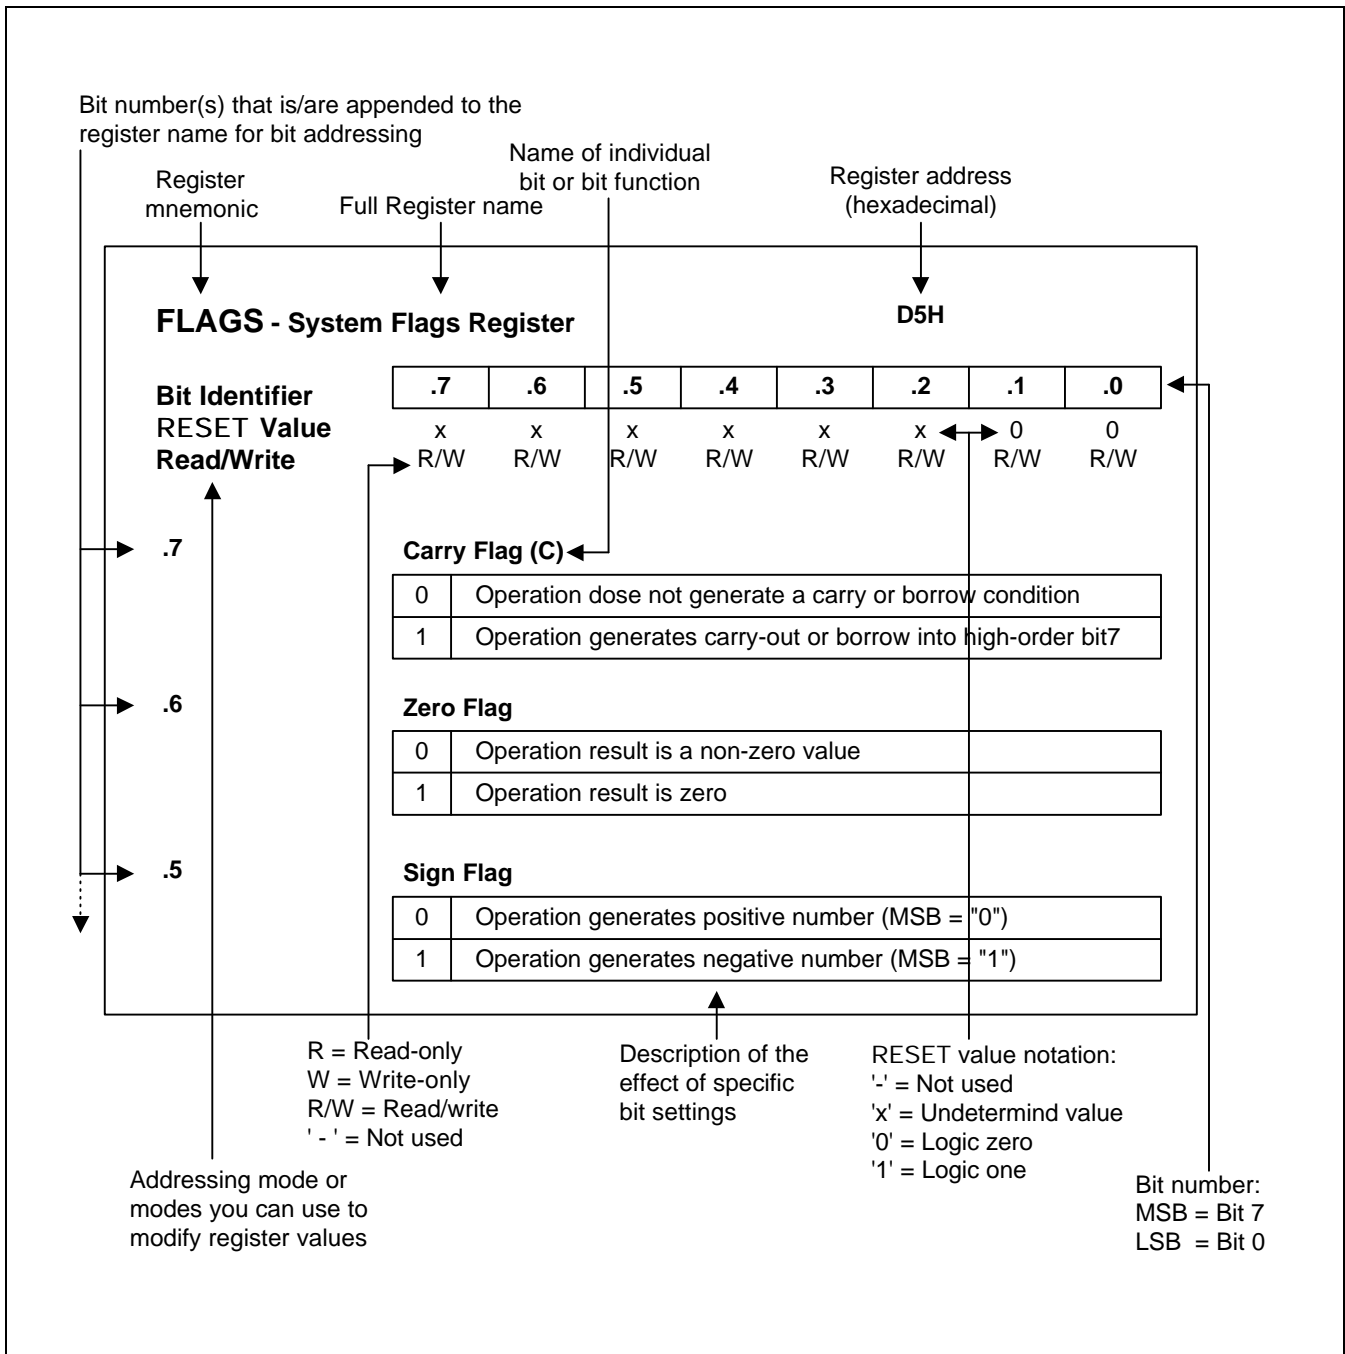 Bit number(s) that is/are appended to the
register name for bit addressing
Name of individual
bit or bit function
Register
mnemonic
Full Register name
Register address
(hexadecimal)
FLAGS - System Flags Register
D5H
Bit Identifier
.7 .6 .5 .4 .3 .2 .1 .0
RESET Value
x x x x x x 0 0
Read/Write
R/W R/W R/W R/W R/W R/W R/W R/W
.7
Carry Flag (C)
0 Operation dose not generate a carry or borrow condition
1 Operation generates carry-out or borrow into high-order bit7
.6
Zero Flag
0 Operation result is a non-zero value
1 Operation result is zero
.5
Sign Flag
0 Operation generates positive number (MSB = "0")
1 Operation generates negative number (MSB = "1")
R = Read-only
W = Write-only
R/W = Read/write
' - ' = Not used
Description of the
effect of specific
bit settings
RESET value notation:
'-' = Not used
'x' = Undetermind value
'0' = Logic zero
'1' = Logic one
Addressing mode or
modes you can use to
modify register values
Bit number:
MSB = Bit 7
LSB = Bit 0